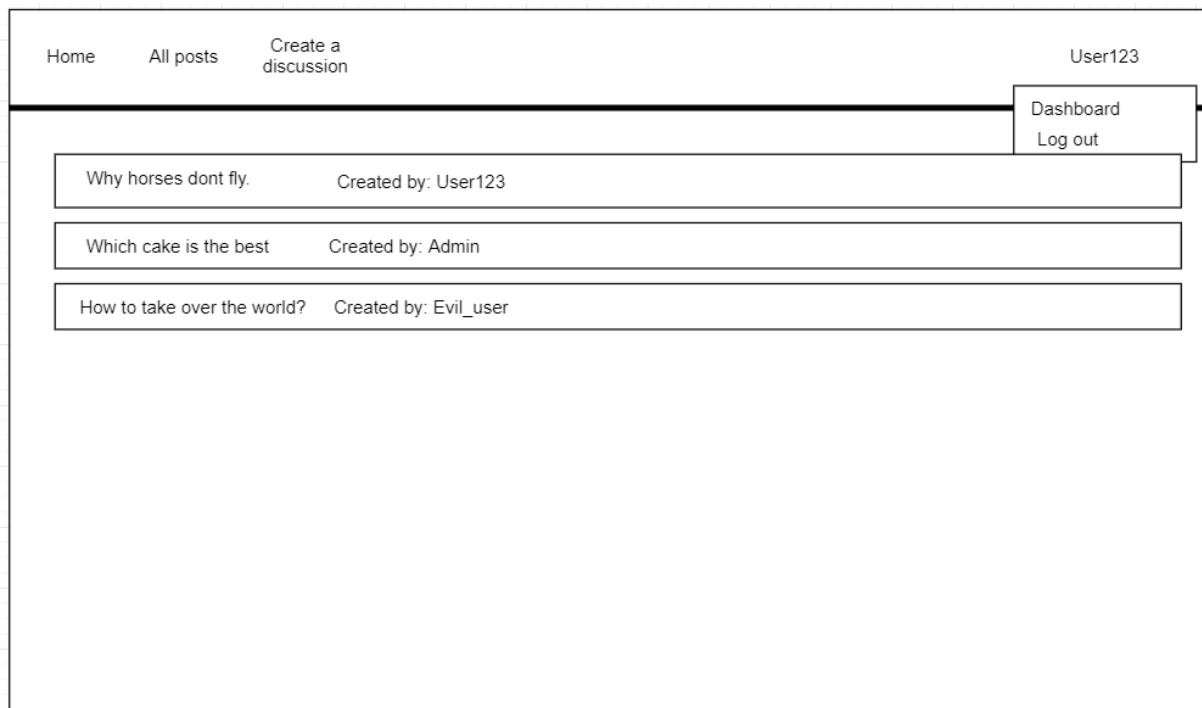 Home
All posts
Create a
discussion
User123
Dashboard
Log out
Why horses dont fly.
Created by: User123
Which cake is the best
Created by: Admin
How to take over the world?
Created by: Evil_user